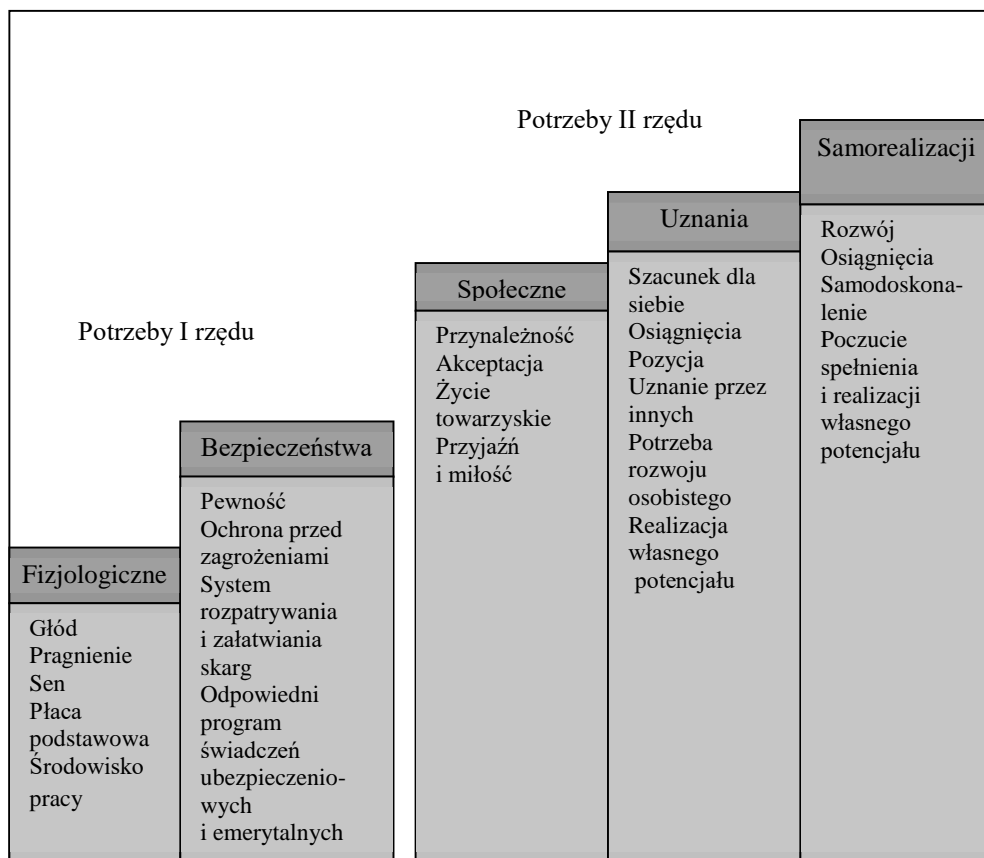 Potrzeby I rzędu
Fizjologiczne
Głód
Pragnienie
Sen
Płaca
podstawowa
Środowisko
pracy
Bezpieczeństwa
Pewność
Ochrona przed
zagrożeniami
System
rozpatrywania
i załatwiania
skarg
Odpowiedni
program
świadczeń
ubezpieczenio-
wych
i emerytalnych
Potrzeby II rzędu
Społeczne
Przynależność
Akceptacja
Życie
towarzyskie
Przyjaźń
i miłość
Uznania
Szacunek dla
siebie
Osiągnięcia
Pozycja
Uznanie przez
innych
Potrzeba
rozwoju
osobistego
Realizacja
własnego
potencjału
Samorealizacji
Rozwój
Osiągnięcia
Samodoskona-
lenie
Poczucie
spełnienia
i realizacji
własnego
potencjału